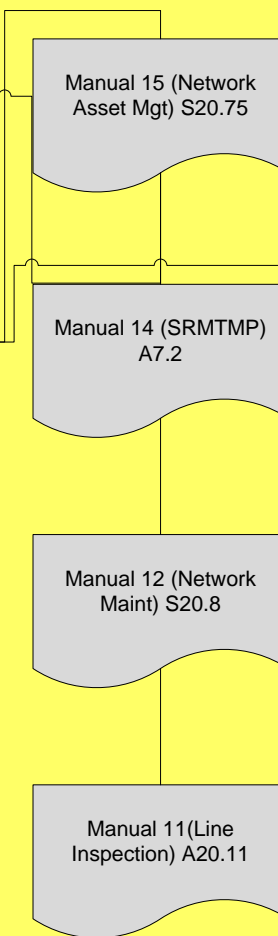 Manual 15 (Network
Asset Mgt) S20.75
Manual 14 (SRMTMP)
A7.2
Manual 12 (Network
Maint) S20.8
Manual 11(Line
Inspection) A20.11